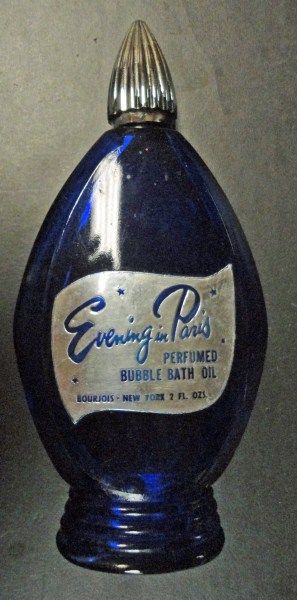 Evening in Paris
PERFUMED
BUBBLE BATH OIL
BOURJOIS - NEW YORK 2 FL. OZS.